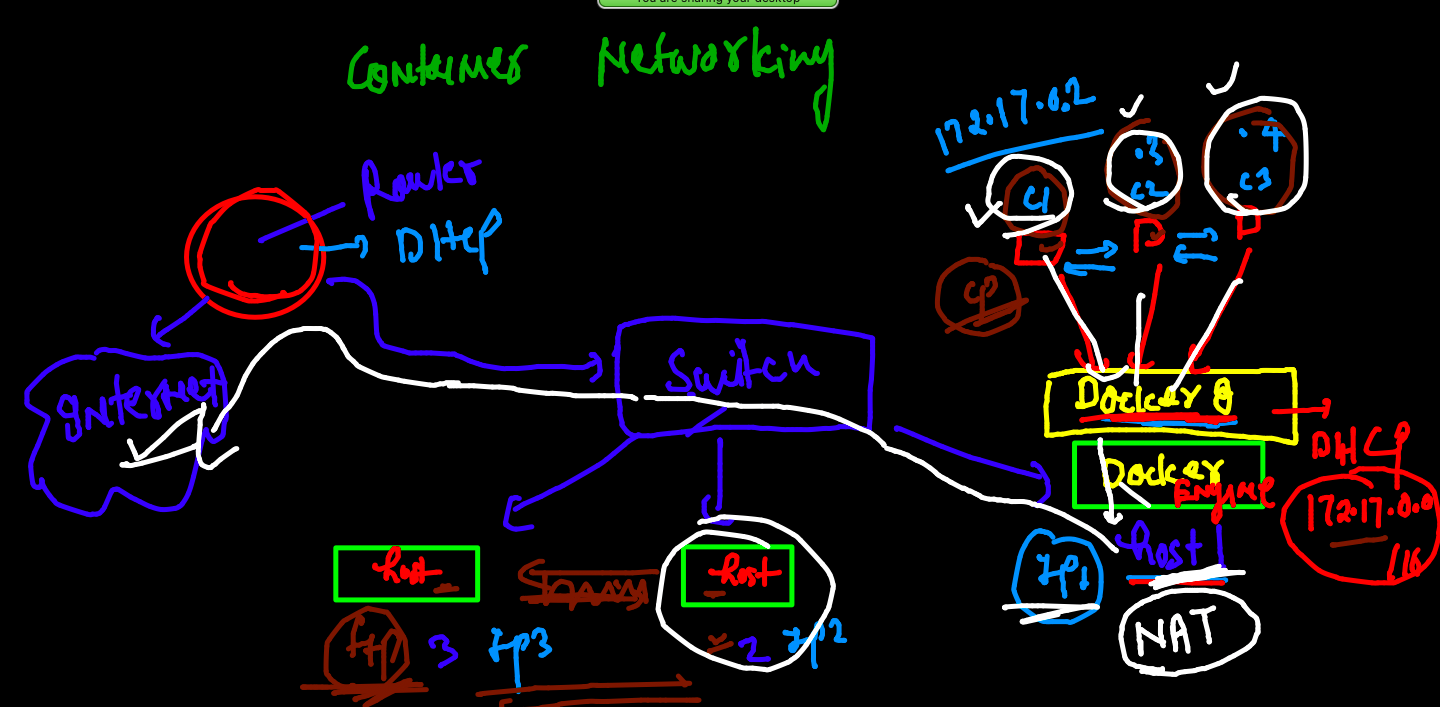 You are sharing your desktop
Container Networking
Router
DHCP
Internet
Switch
172.17.0.2
c1
.3
c2
.4
c3
cp
Docker 0
DHCP
172.17.0.0
/16
Docker
Engine
host 1
IP1
NAT
host
host
3
IP3
2
IP2